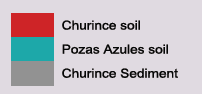 Churince soil
Pozas Azules soil
Churince Sediment